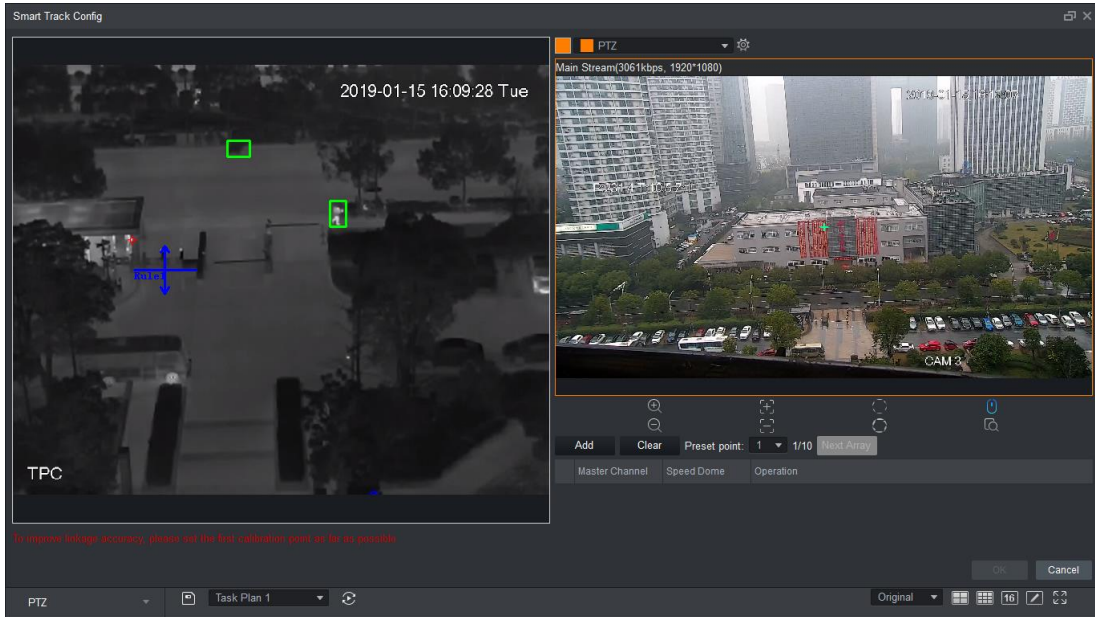 Smart Track Config
2019-01-15 16:09:28 Tue
Rule1
TPC
To improve linkage accuracy, please set the first calibration point as far as possible
PTZ
Main Stream(3061kbps, 1920*1080)
CAM 3
Add Clear Preset point: 1 1/10 Next Array
Master Channel Speed Dome Operation
OK Cancel
PTZ Task Plan 1 Original 16